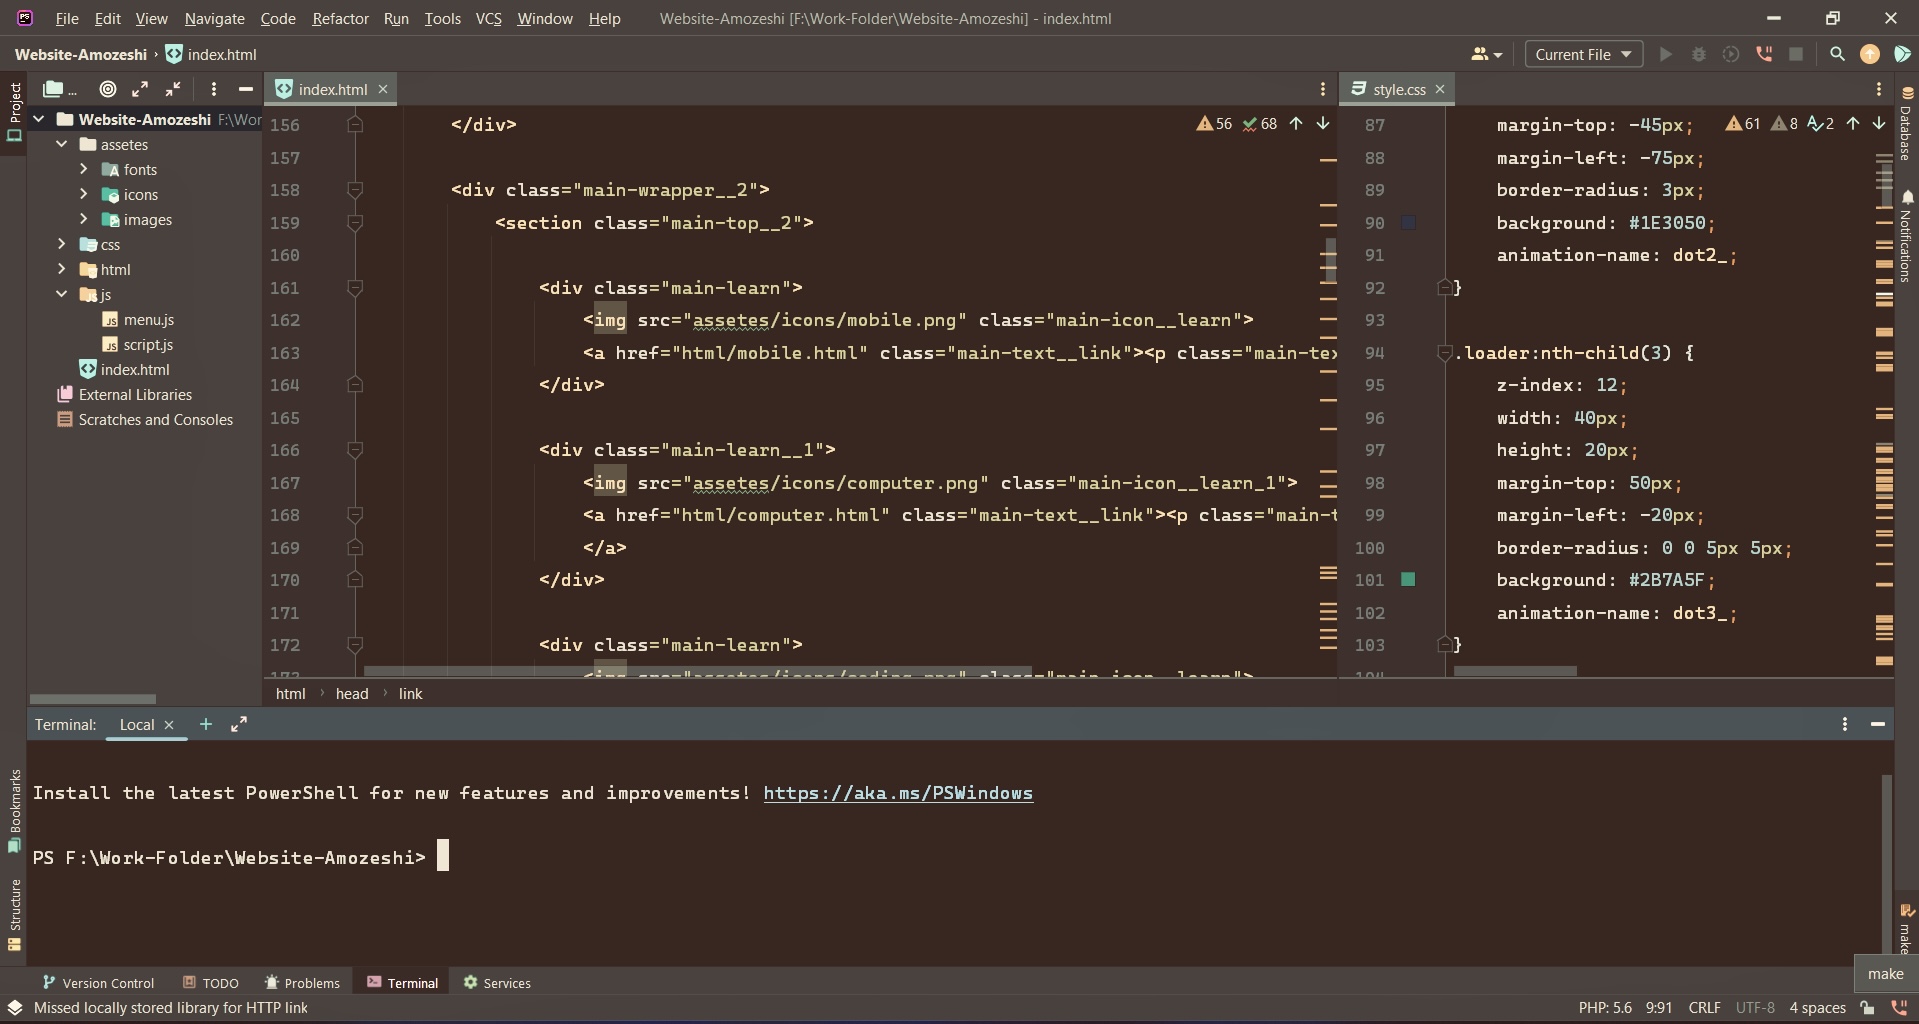 File Edit View Navigate Code Refactor Run Tools VCS Window Help Website-Amozeshi [F:\Work-Folder\Website-Amozeshi] - index.html
Website-Amozeshi › index.html
Current File
Project
...
index.html
style.css
Website-Amozeshi F:\Wor
assetes
fonts
icons
images
css
html
js
menu.js
script.js
index.html
External Libraries
Scratches and Consoles
56 68
156 </div>
157
158 <div class="main-wrapper__2">
159 <section class="main-top__2">
160
161 <div class="main-learn">
162 <img src="assetes/icons/mobile.png" class="main-icon__learn">
163 <a href="html/mobile.html" class="main-text__link"><p class="main-tex
164 </div>
165
166 <div class="main-learn__1">
167 <img src="assetes/icons/computer.png" class="main-icon__learn_1">
168 <a href="html/computer.html" class="main-text__link"><p class="main-t
169 </a>
170 </div>
171
172 <div class="main-learn">
173 <img src="assetes/icons/coding.png" class="main-icon__learn">
html › head › link
61 8 2
87 margin-top: -45px;
88 margin-left: -75px;
89 border-radius: 3px;
90 background: #1E3050;
91 animation-name: dot2_;
92 }
93
94 .loader:nth-child(3) {
95 z-index: 12;
96 width: 40px;
97 height: 20px;
98 margin-top: 50px;
99 margin-left: -20px;
100 border-radius: 0 0 5px 5px;
101 background: #2B7A5F;
102 animation-name: dot3_;
103 }
104
Database
Notifications
make
Terminal: Local
Install the latest PowerShell for new features and improvements! https://aka.ms/PSWindows
PS F:\Work-Folder\Website-Amozeshi>
Bookmarks
Structure
make
Version Control TODO Problems Terminal Services
Missed locally stored library for HTTP link
PHP: 5.6 9:91 CRLF UTF-8 4 spaces